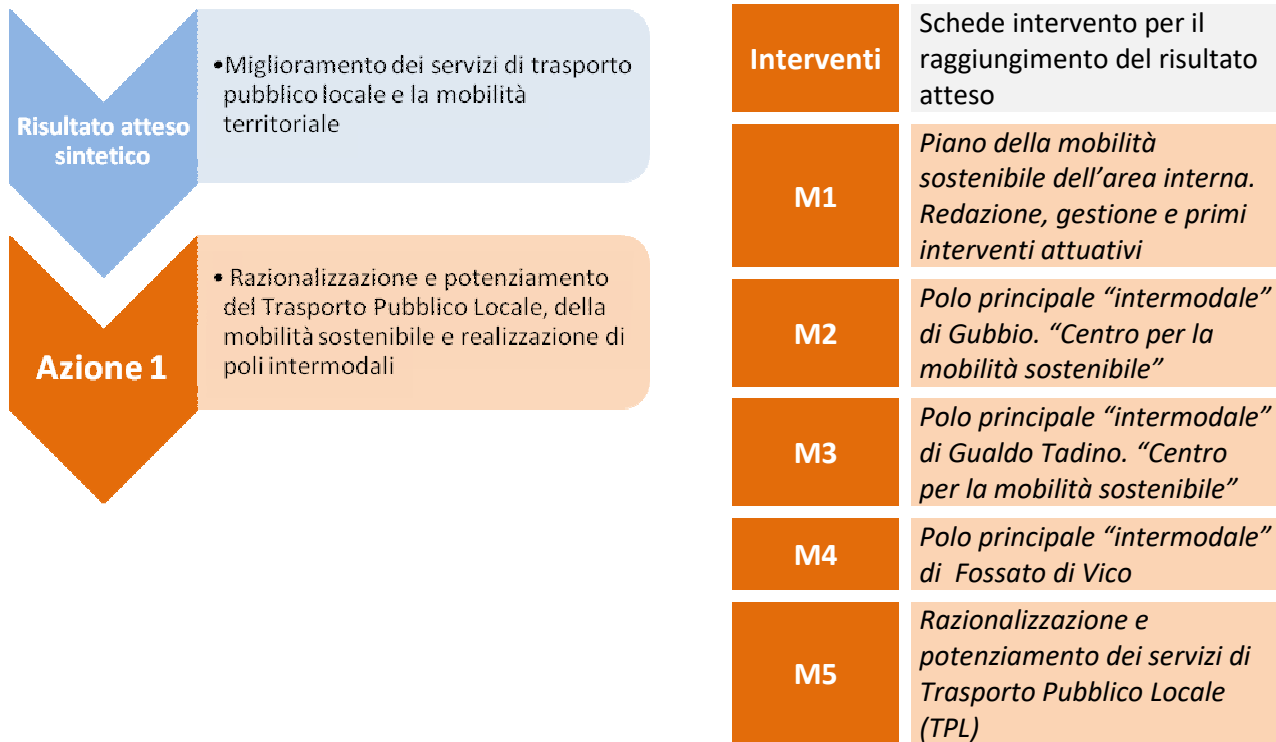 Risultato atteso
sintetico
•Miglioramento dei servizi di trasporto
pubblico locale e la mobilità
territoriale
Azione 1
• Razionalizzazione e potenziamento
del Trasporto Pubblico Locale, della
mobilità sostenibile e realizzazione di
poli intermodali
Interventi
Schede intervento per il
raggiungimento del risultato
atteso
M1
Piano della mobilità
sostenibile dell’area interna.
Redazione, gestione e primi
interventi attuativi
M2
Polo principale “intermodale”
di Gubbio. “Centro per la
mobilità sostenibile”
M3
Polo principale “intermodale”
di Gualdo Tadino. “Centro
per la mobilità sostenibile”
M4
Polo principale “intermodale”
di Fossato di Vico
M5
Razionalizzazione e
potenziamento dei servizi di
Trasporto Pubblico Locale
(TPL)